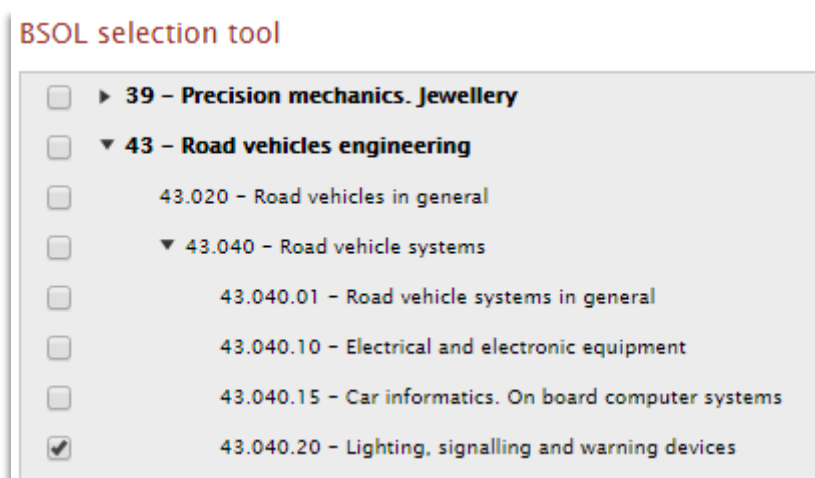 BSOL selection tool
39 – Precision mechanics. Jewellery
43 – Road vehicles engineering
43.020 – Road vehicles in general
43.040 – Road vehicle systems
43.040.01 – Road vehicle systems in general
43.040.10 – Electrical and electronic equipment
43.040.15 – Car informatics. On board computer systems
43.040.20 – Lighting, signalling and warning devices